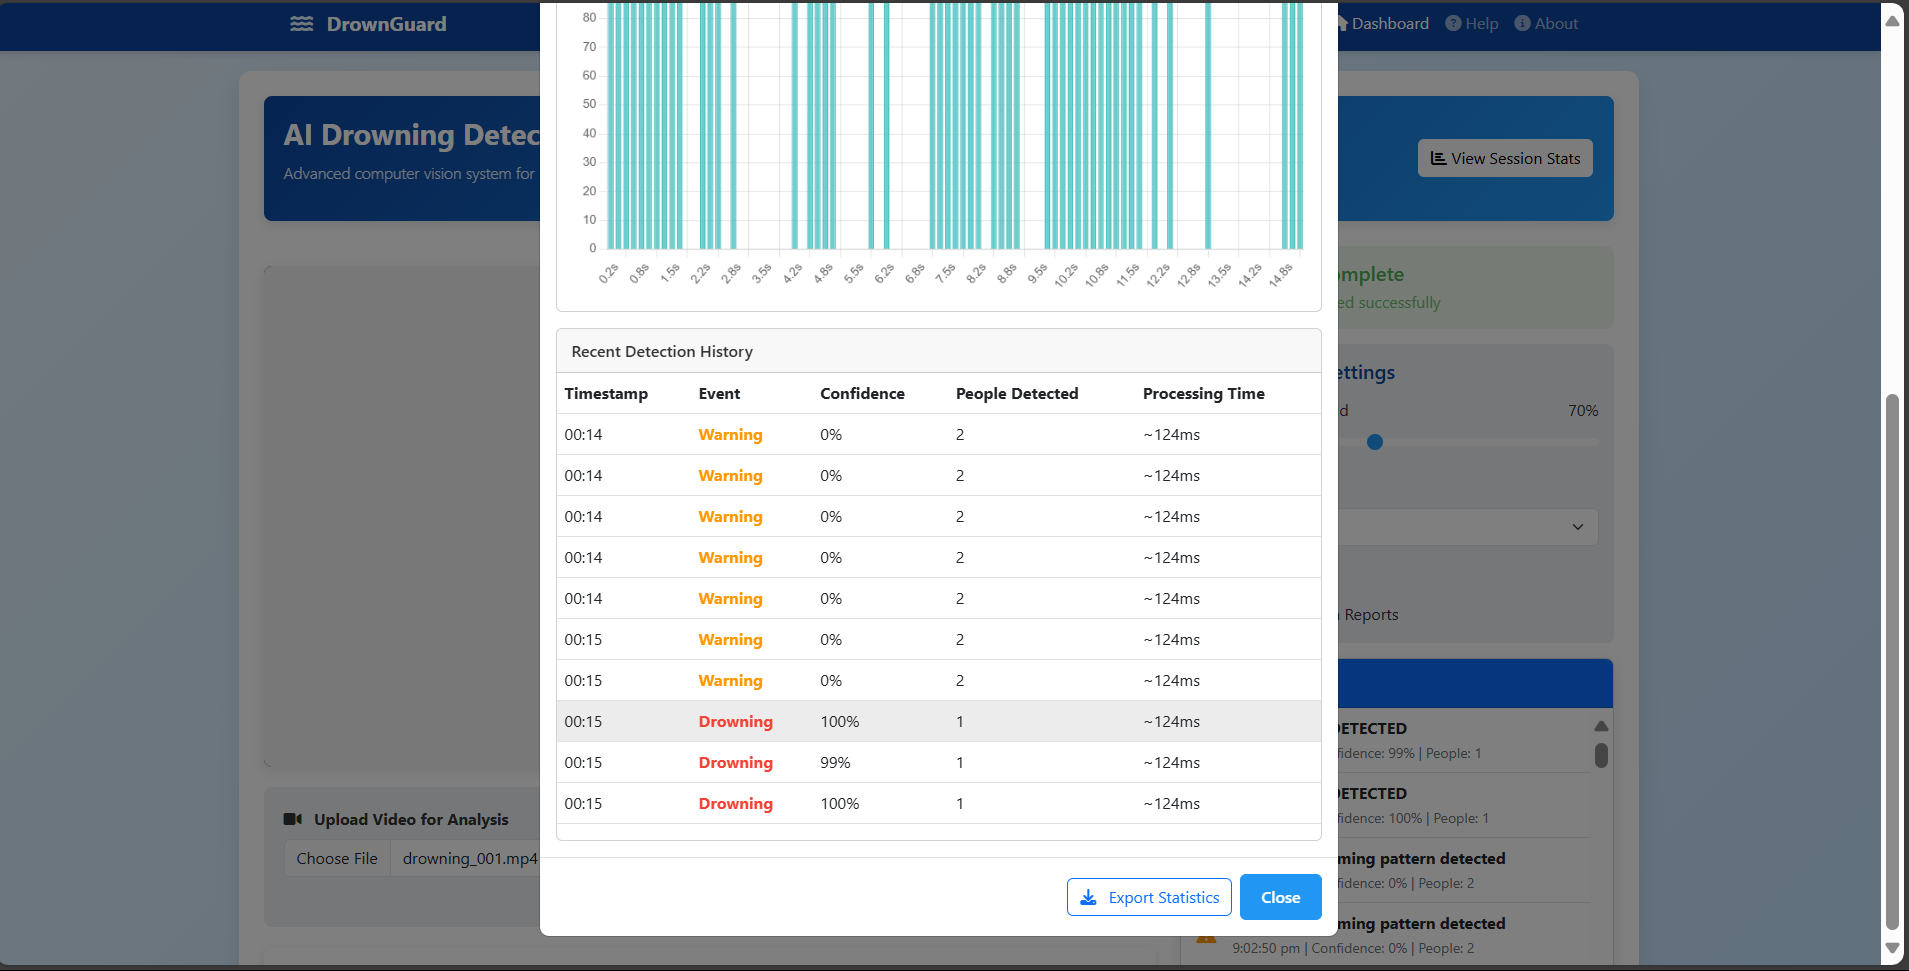 DrownGuard
Dashboard
Help
About
AI Drowning Detec
Advanced computer vision system for
View Session Stats
80
70
60
50
40
30
20
10
0
0.2s 0.8s 1.5s 2.2s 2.8s 3.5s 4.2s 4.8s 5.5s 6.2s 6.8s 7.5s 8.2s 8.8s 9.5s 10.2s 10.8s 11.5s 12.2s 12.8s 13.5s 14.2s 14.8s
mplete
ed successfully
Recent Detection History
Timestamp Event Confidence People Detected Processing Time
00:14 Warning 0% 2 ~124ms
00:14 Warning 0% 2 ~124ms
00:14 Warning 0% 2 ~124ms
00:14 Warning 0% 2 ~124ms
00:14 Warning 0% 2 ~124ms
00:15 Warning 0% 2 ~124ms
00:15 Warning 0% 2 ~124ms
00:15 Drowning 100% 1 ~124ms
00:15 Drowning 99% 1 ~124ms
00:15 Drowning 100% 1 ~124ms
Export Statistics
Close
ettings
d 70%
Reports
Upload Video for Analysis
Choose File drowning_001.mp4
DETECTED
fidence: 99% | People: 1
DETECTED
fidence: 100% | People: 1
ming pattern detected
fidence: 0% | People: 2
ming pattern detected
9:02:50 pm | Confidence: 0% | People: 2